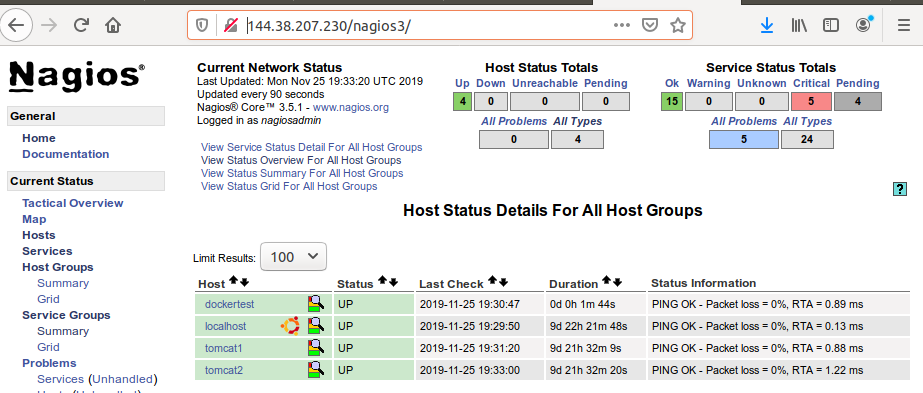 144.38.207.230/nagios3/
Nagios®
General
Home
Documentation
Current Status
Tactical Overview
Map
Hosts
Services
Host Groups
Summary
Grid
Service Groups
Summary
Grid
Problems
Services (Unhandled)
Current Network Status
Last Updated: Mon Nov 25 19:33:20 UTC 2019
Updated every 90 seconds
Nagios® Core™ 3.5.1 - www.nagios.org
Logged in as nagiosadmin
View Service Status Detail For All Host Groups
View Status Overview For All Host Groups
View Status Summary For All Host Groups
View Status Grid For All Host Groups
Host Status Totals
Up Down Unreachable Pending
4 0 0 0
All Problems All Types
0 4
Service Status Totals
Ok Warning Unknown Critical Pending
15 0 0 5 4
All Problems All Types
5 24
?
Host Status Details For All Host Groups
Limit Results: 100
Host Status Last Check Duration Status Information
dockertest UP 2019-11-25 19:30:47 0d 0h 1m 44s PING OK - Packet loss = 0%, RTA = 0.89 ms
localhost UP 2019-11-25 19:29:50 9d 22h 21m 48s PING OK - Packet loss = 0%, RTA = 0.13 ms
tomcat1 UP 2019-11-25 19:31:20 9d 21h 32m 9s PING OK - Packet loss = 0%, RTA = 0.88 ms
tomcat2 UP 2019-11-25 19:33:00 9d 21h 32m 20s PING OK - Packet loss = 0%, RTA = 1.22 ms